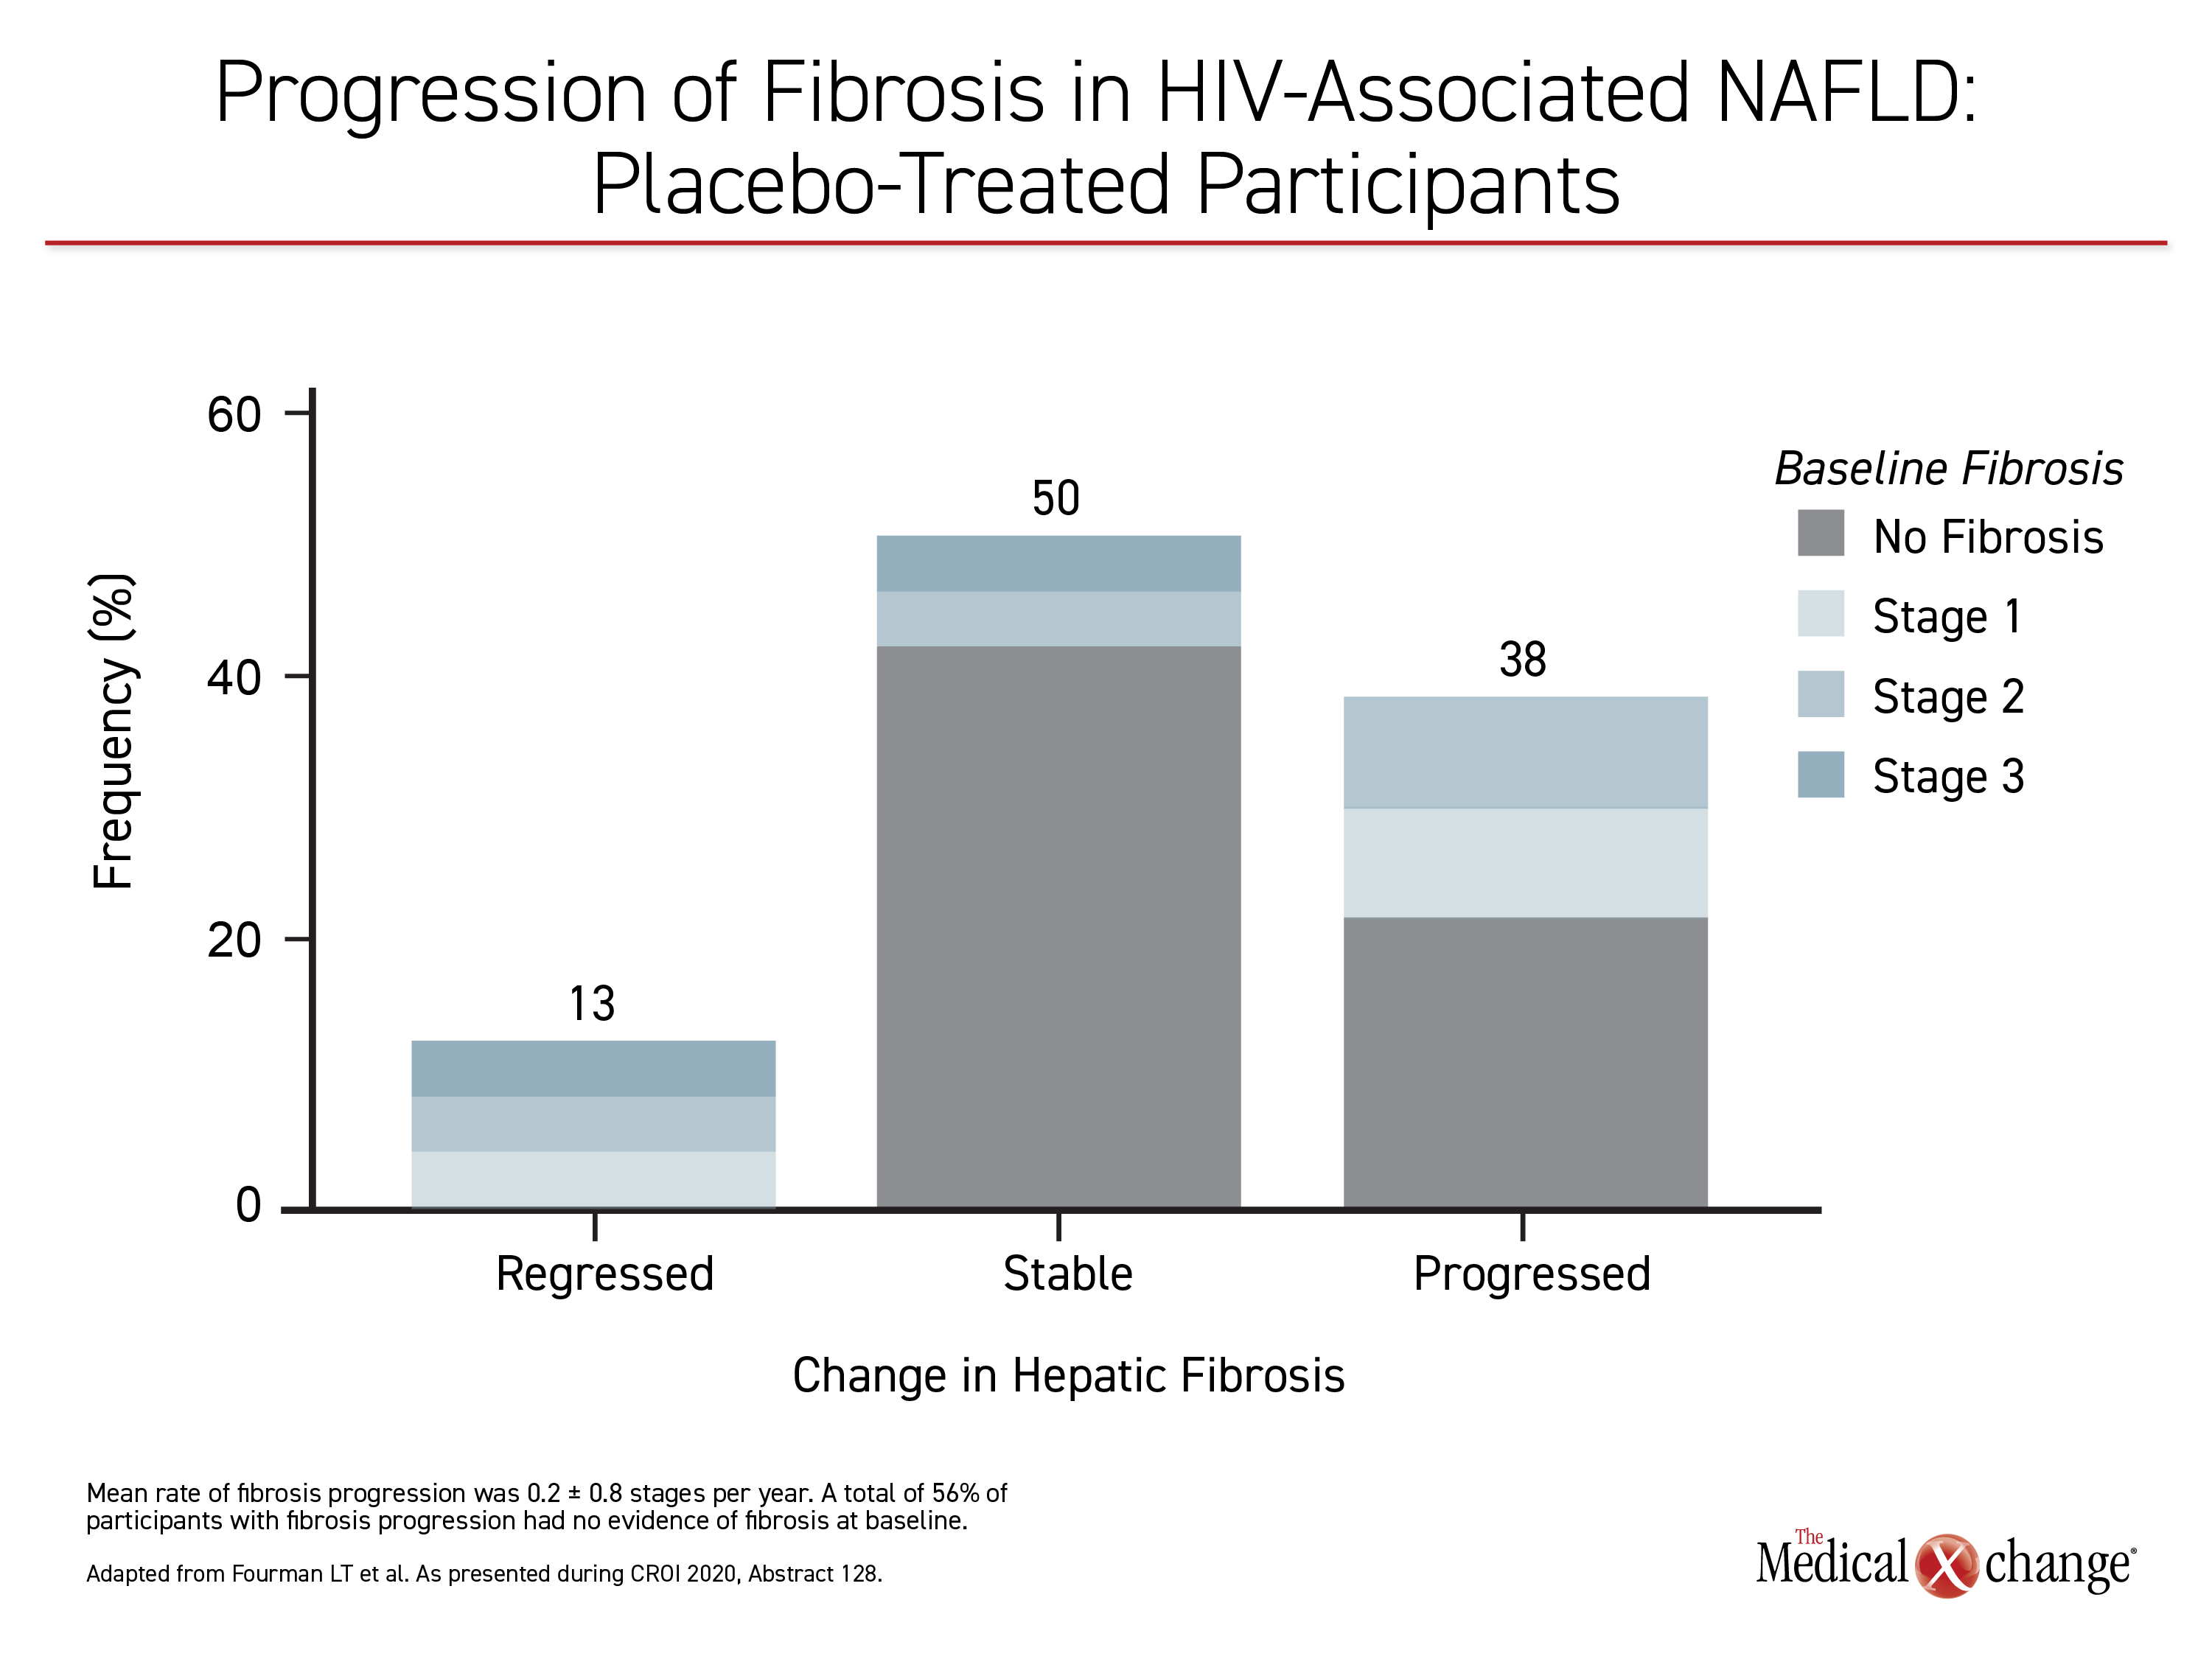 Progression of Fibrosis in HIV-Associated NAFLD:
Placebo-Treated Participants
Frequency (%)
60
40
20
0
13
50
38
Regressed
Stable
Progressed
Change in Hepatic Fibrosis
Baseline Fibrosis
No Fibrosis
Stage 1
Stage 2
Stage 3
Mean rate of fibrosis progression was 0.2 ± 0.8 stages per year. A total of 56% of
participants with fibrosis progression had no evidence of fibrosis at baseline.
Adapted from Fourman LT et al. As presented during CROI 2020, Abstract 128.
The
Medical Xchange®